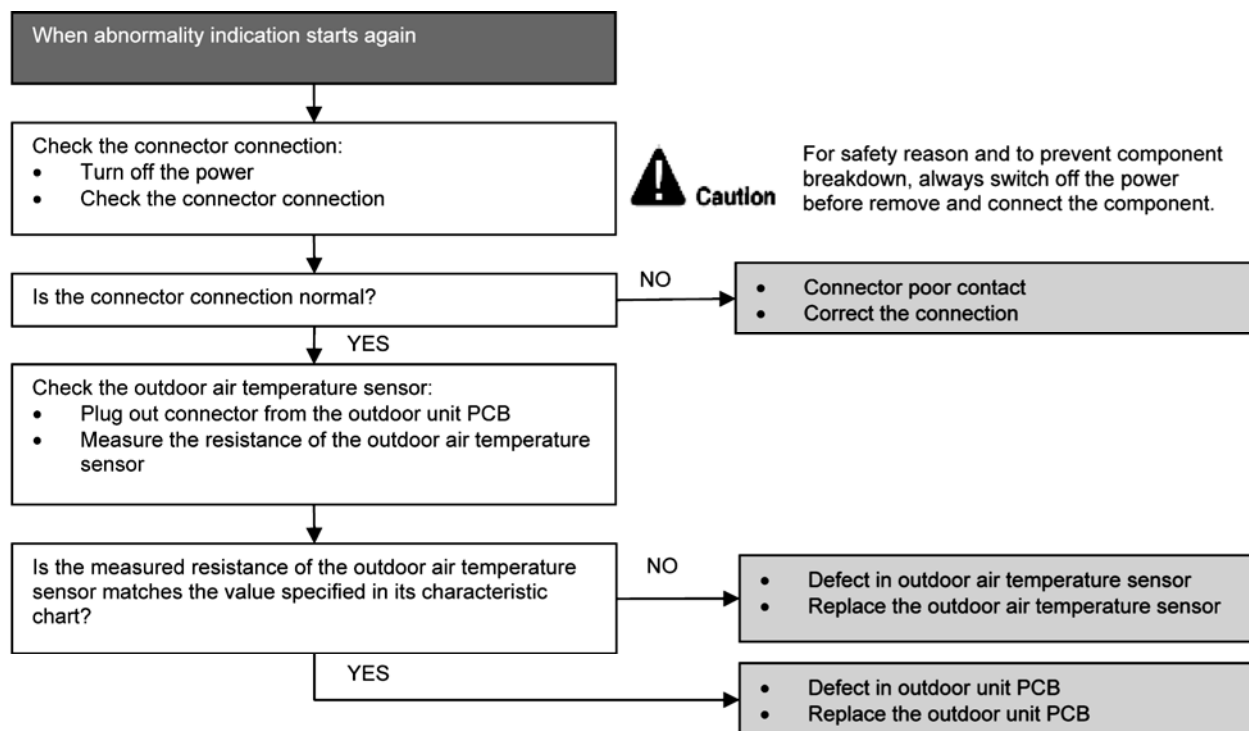 When abnormality indication starts again
Check the connector connection:
• Turn off the power
• Check the connector connection
Caution
For safety reason and to prevent component
breakdown, always switch off the power
before remove and connect the component.
Is the connector connection normal?
NO
• Connector poor contact
• Correct the connection
YES
Check the outdoor air temperature sensor:
• Plug out connector from the outdoor unit PCB
• Measure the resistance of the outdoor air temperature
sensor
Is the measured resistance of the outdoor air temperature
sensor matches the value specified in its characteristic
chart?
NO
• Defect in outdoor air temperature sensor
• Replace the outdoor air temperature sensor
YES
• Defect in outdoor unit PCB
• Replace the outdoor unit PCB